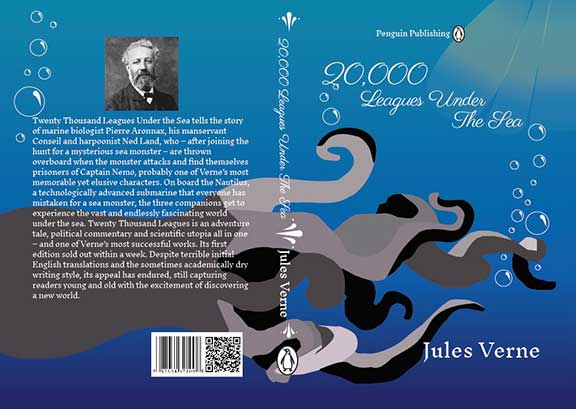 Twenty Thousand Leagues Under the Sea tells the story
of marine biologist Pierre Aronnax, his manservant
Conseil and harpoonist Ned Land, who – after joining the
hunt for a mysterious sea monster – are thrown
overboard when the monster attacks and find themselves
prisoners of Captain Nemo, probably one of Verne's most
memorable yet elusive characters. On board the Nautilus,
a technologically advanced submarine that everyone has
mistaken for a sea monster, the three companions get to
experience the vast and endlessly fascinating world
under the sea. Twenty Thousand Leagues is an adventure
tale, political commentary and scientific utopia all in one
– and one of Verne's most successful works. Its first
edition sold out within a week. Despite terrible initial
English translations and the sometimes academically dry
writing style, its appeal has endured, still capturing
readers young and old with the excitement of discovering
a new world.
20,000 Leagues Under The Sea
Jules Verne
Penguin Publishing
20,000
Leagues Under
The Sea
Jules Verne